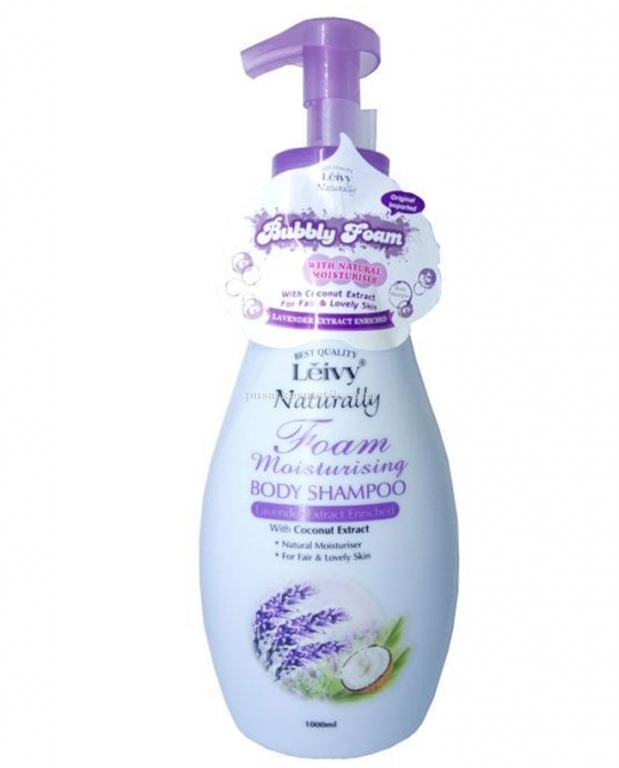 Leivy
Naturally
Original
Imported
Bubbly Foam
WITH NATURAL
MOISTURISER
With Coconut Extract
For Fair & Lovely Skin
LAVENDER EXTRACT ENRICHED
BEST QUALITY
Lěivy®
Naturally
Foam
Moisturising
BODY SHAMPOO
Lavender Extract Enriched
With Coconut Extract
* Natural Moisturiser
* For Fair & Lovely Skin
1000ml